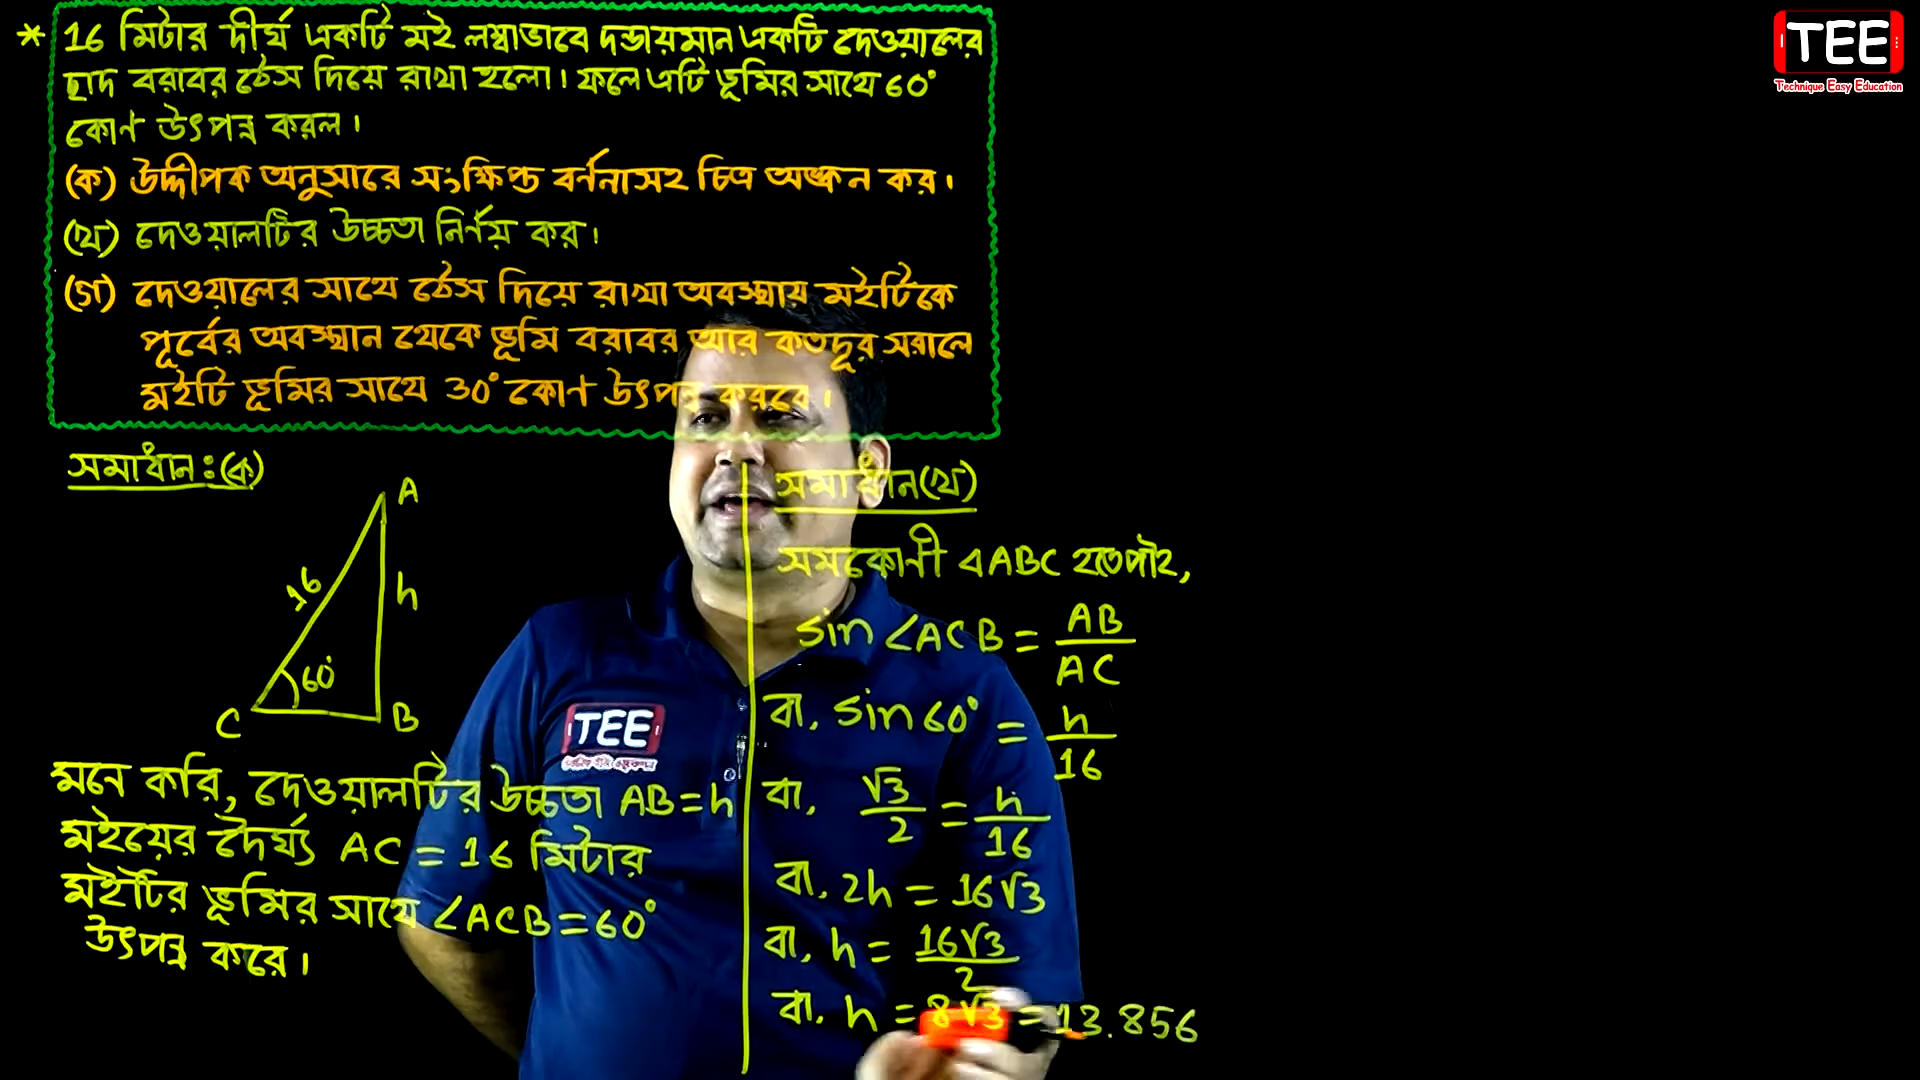 * 16 মিটার দীর্ঘ একটি মই লম্বাভাবে দন্ডায়মান একটি দেওয়ালের
ছাদ বরাবর ঠেস দিয়ে রাখা হলো। ফলে এটি ভূমির সাথে 60°
কোণ উৎপন্ন করল।
(ক) উদ্দীপক অনুসারে সংক্ষিপ্ত বর্ননাসহ চিত্র অঙ্কন কর।
(খ) দেওয়ালটির উচ্চতা নির্ণয় কর।
(গ) দেওয়ালের সাথে ঠেস দিয়ে রাখা অবস্থায় মইটিকে
পূর্বের অবস্থান থেকে ভূমি বরাবর আর কতদূর সরালে
মইটি ভূমির সাথে 30° কোণ উৎপন্ন করবে।
TEE
Technique Easy Education
সমাধান: (ক)
A
16
h
60°
C
B
মনে করি, দেওয়ালটির উচ্চতা AB = h
মইয়ের দৈর্ঘ্য AC = 16 মিটার
মইটির ভূমির সাথে ∠ACB = 60°
উৎপন্ন করে।
সমাধান (খ)
সমকোণী ⊿ABC হতে পাই,
sin ∠ACB = AB/AC
বা, sin 60° = h/16
বা, √3/2 = h/16
বা, 2h = 16√3
বা, h = 16√3/2
বা, h = 8√3 = 13.856
TEE